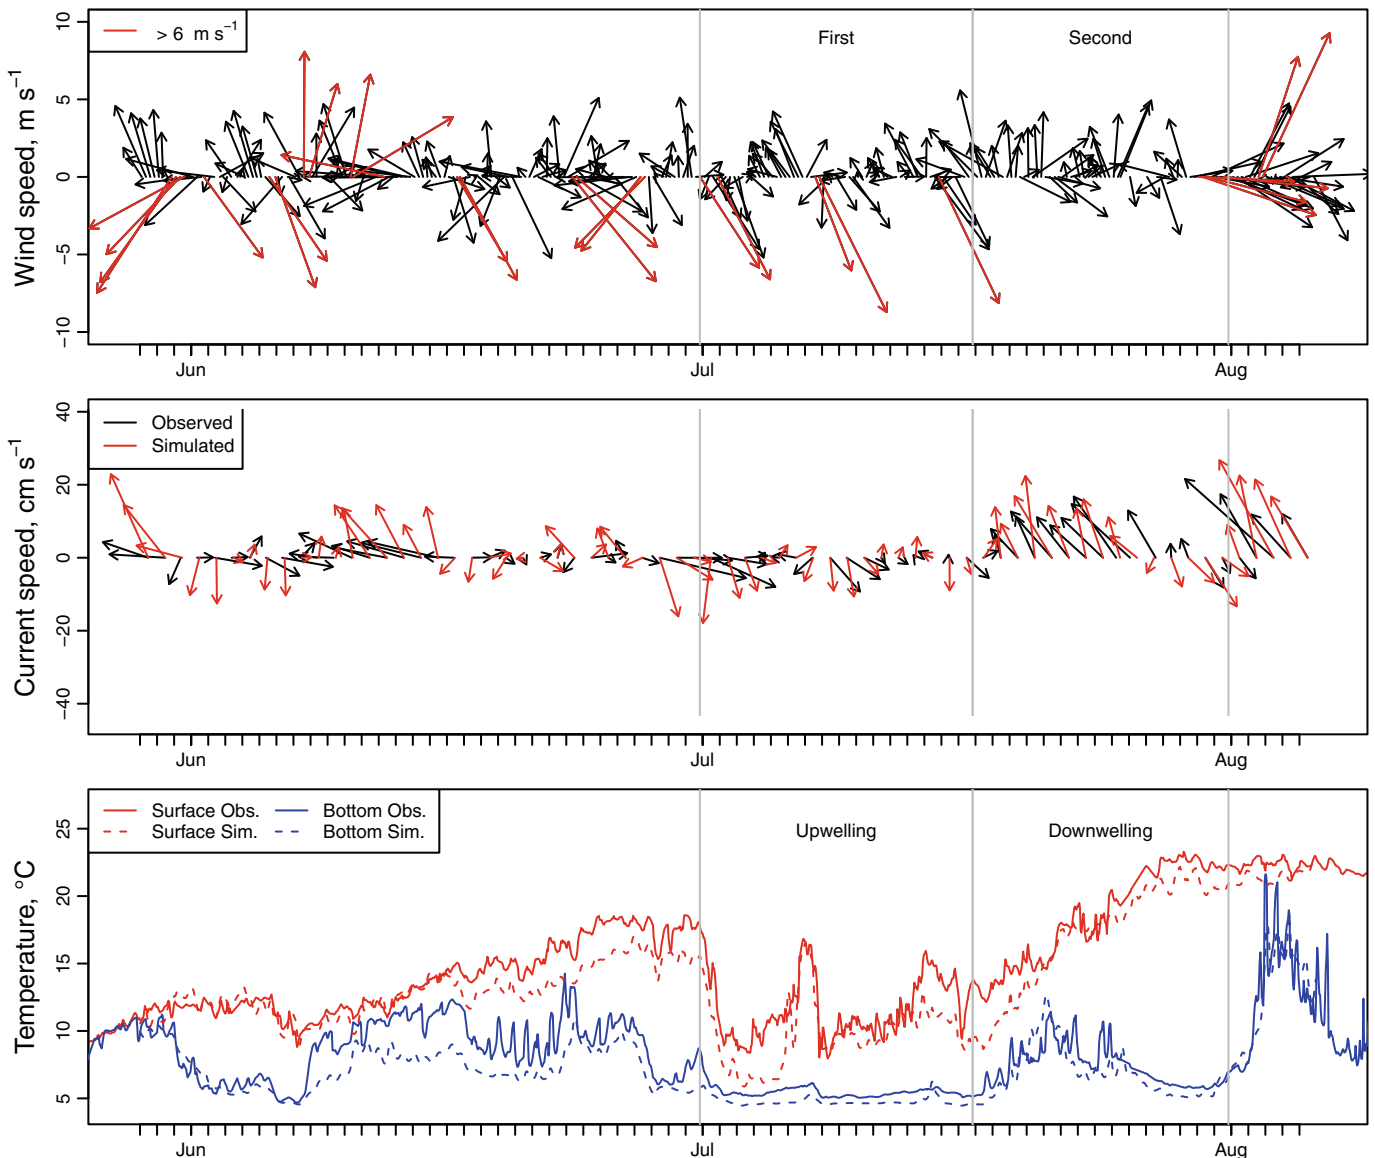 Wind speed, m s⁻¹
10
5
0
−5
−10
> 6 m s⁻¹
First
Second
Jun
Jul
Aug
Current speed, cm s⁻¹
40
20
0
−20
−40
Observed
Simulated
Jun
Jul
Aug
Temperature, °C
25
20
15
10
5
Surface Obs.
Bottom Obs.
Surface Sim.
Bottom Sim.
Upwelling
Downwelling
Jun
Jul
Aug